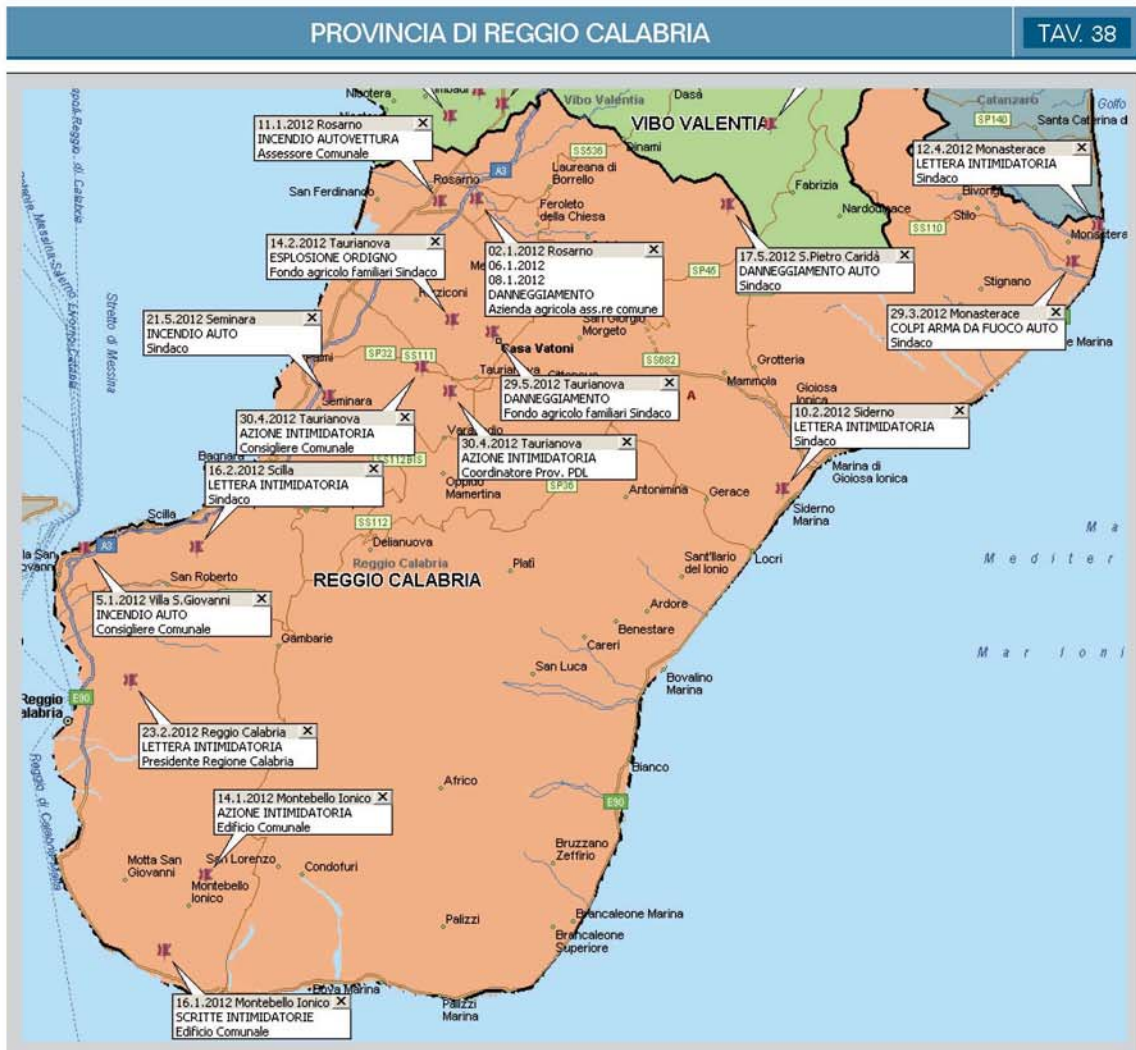 PROVINCIA DI REGGIO CALABRIA
TAV. 38
Nicotera
Vibo Valentia
Dasà
VIBO VALENTIA
Catanzaro
Golfo
SP140
Santa Caterina d
11.1.2012 Rosarno
INCENDIO AUTOVETTURA
Assessore Comunale
SS536
Dinami
12.4.2012 Monasterace
LETTERA INTIMIDATORIA
Sindaco
A3
Laureana di
Borrello
Rosarno
San Ferdinando
Fabrizia
Bivongi
Feroleto
della Chiesa
Nardodipace
Stilo
SS110
Monastera
14.2.2012 Taurianova
ESPLOSIONE ORDIGNO
Fondo agricolo familiari Sindaco
02.1.2012 Rosarno
06.1.2012
08.1.2012
DANNEGGIAMENTO
Azienda agricola ass.re comune
17.5.2012 S.Pietro Caridà
DANNEGGIAMENTO AUTO
Sindaco
SP46
Stignano
Stretto di Messina
21.5.2012 Seminara
INCENDIO AUTO
Sindaco
San Giorgio
Morgeto
29.3.2012 Monasterace
COLPI ARMA DA FUOCO AUTO
Sindaco
e Marina
Casa Vatoni
SP32
SS111
SS682
Grotteria
Mammola
29.5.2012 Taurianova
DANNEGGIAMENTO
Fondo agricolo familiari Sindaco
Gioiosa
Ionica
A
Seminara
30.4.2012 Taurianova
AZIONE INTIMIDATORIA
Consigliere Comunale
10.2.2012 Siderno
LETTERA INTIMIDATORIA
Sindaco
30.4.2012 Taurianova
AZIONE INTIMIDATORIA
Coordinatore Prov. PDL
Bagnara
SS112BIS
16.2.2012 Scilla
LETTERA INTIMIDATORIA
Sindaco
Marina di
Gioiosa Ionica
Oppido
Mamertina
SP36
Antonimina
Gerace
Siderno
Marina
Scilla
SS112
Delianuova
A3
Reggio Calabria
Platì
Sant'Ilario
del Ionio
Locri
REGGIO CALABRIA
San Roberto
5.1.2012 Villa S.Giovanni
INCENDIO AUTO
Consigliere Comunale
Ardore
Benestare
Careri
Gambarie
San Luca
Bovalino
Marina
M a
M e d i t e r
M a r I o n i
E90
Reggio
alabria
23.2.2012 Reggio Calabria
LETTERA INTIMIDATORIA
Presidente Regione Calabria
Bianco
Africo
14.1.2012 Montebello Ionico
AZIONE INTIMIDATORIA
Edificio Comunale
E90
Bruzzano
Zeffirio
Motta San
Giovanni
San Lorenzo
Condofuri
Montebello
Ionico
Palizzi
Brancaleone Marina
Brancaleone
Superiore
Bova Marina
16.1.2012 Montebello Ionico
SCRITTE INTIMIDATORIE
Edificio Comunale
Palizzi
Marina